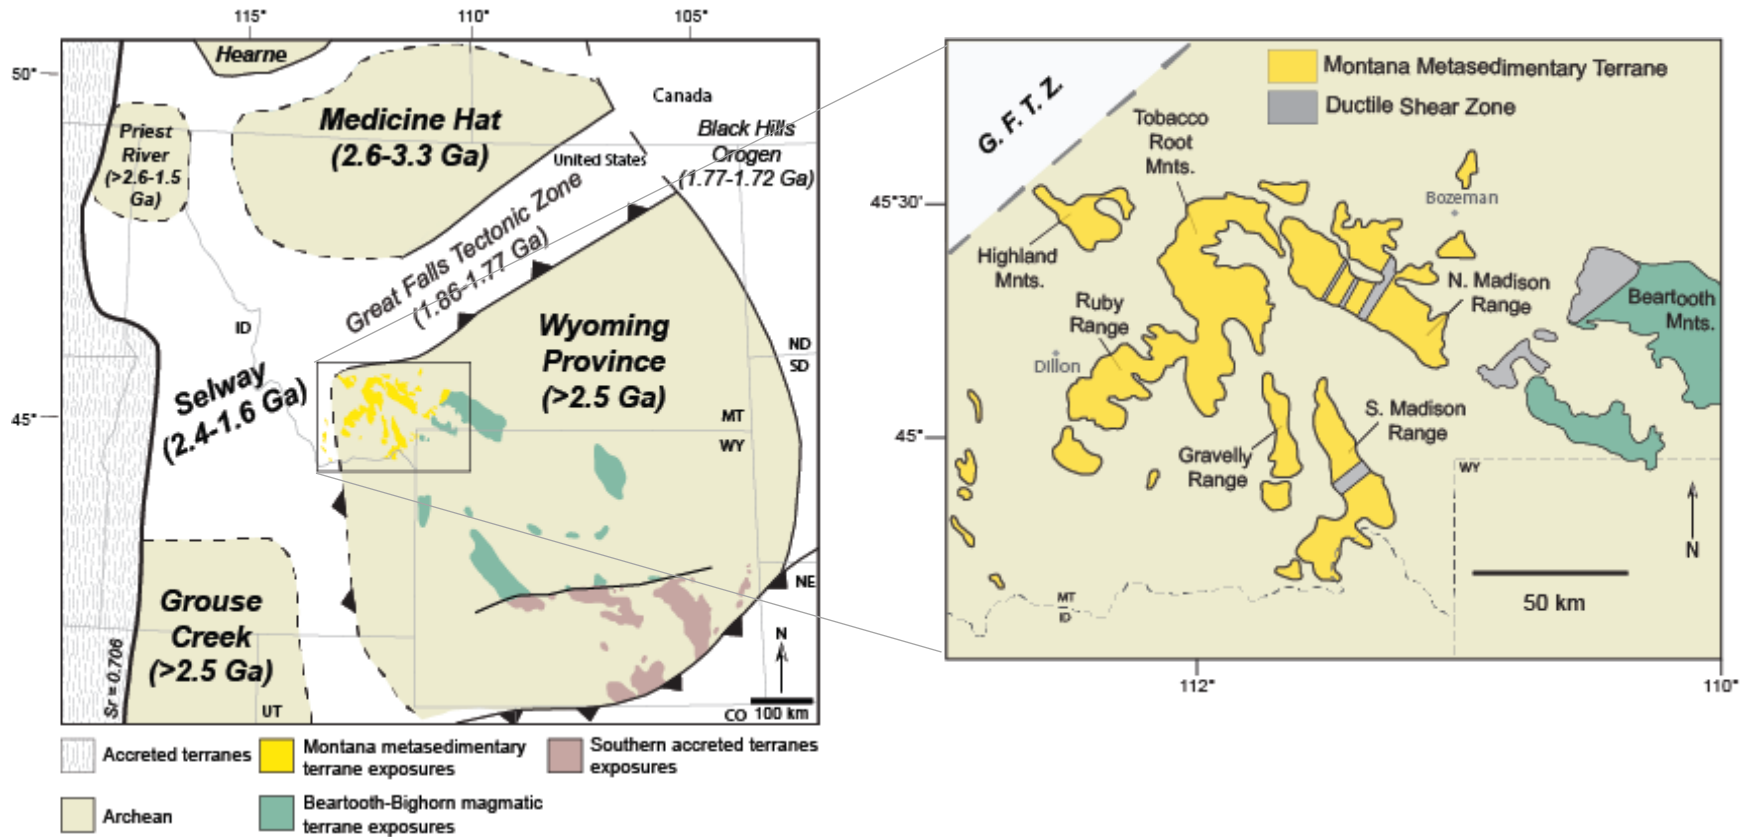 115°
110°
105°
50°
45°
Hearne
Priest
River
(>2.6-1.5
Ga)
Medicine Hat
(2.6-3.3 Ga)
Canada
United States
Black Hills
Orogen
(1.77-1.72 Ga)
Great Falls Tectonic Zone
(1.86-1.77 Ga)
ID
Selway
(2.4-1.6 Ga)
Wyoming
Province
(>2.5 Ga)
ND
SD
MT
WY
NE
Grouse
Creek
(>2.5 Ga)
Sr = 0.706
UT
N
CO
100 km
Accreted terranes
Archean
Montana metasedimentary
terrane exposures
Beartooth-Bighorn magmatic
terrane exposures
Southern accreted terranes
exposures
G. F. T. Z.
Montana Metasedimentary Terrane
Ductile Shear Zone
Tobacco
Root
Mnts.
45°30'
45°
Highland
Mnts.
Bozeman
N. Madison
Range
Beartooth
Mnts.
Ruby
Range
Dillon
S. Madison
Range
Gravelly
Range
WY
N
50 km
MT
ID
112°
110°